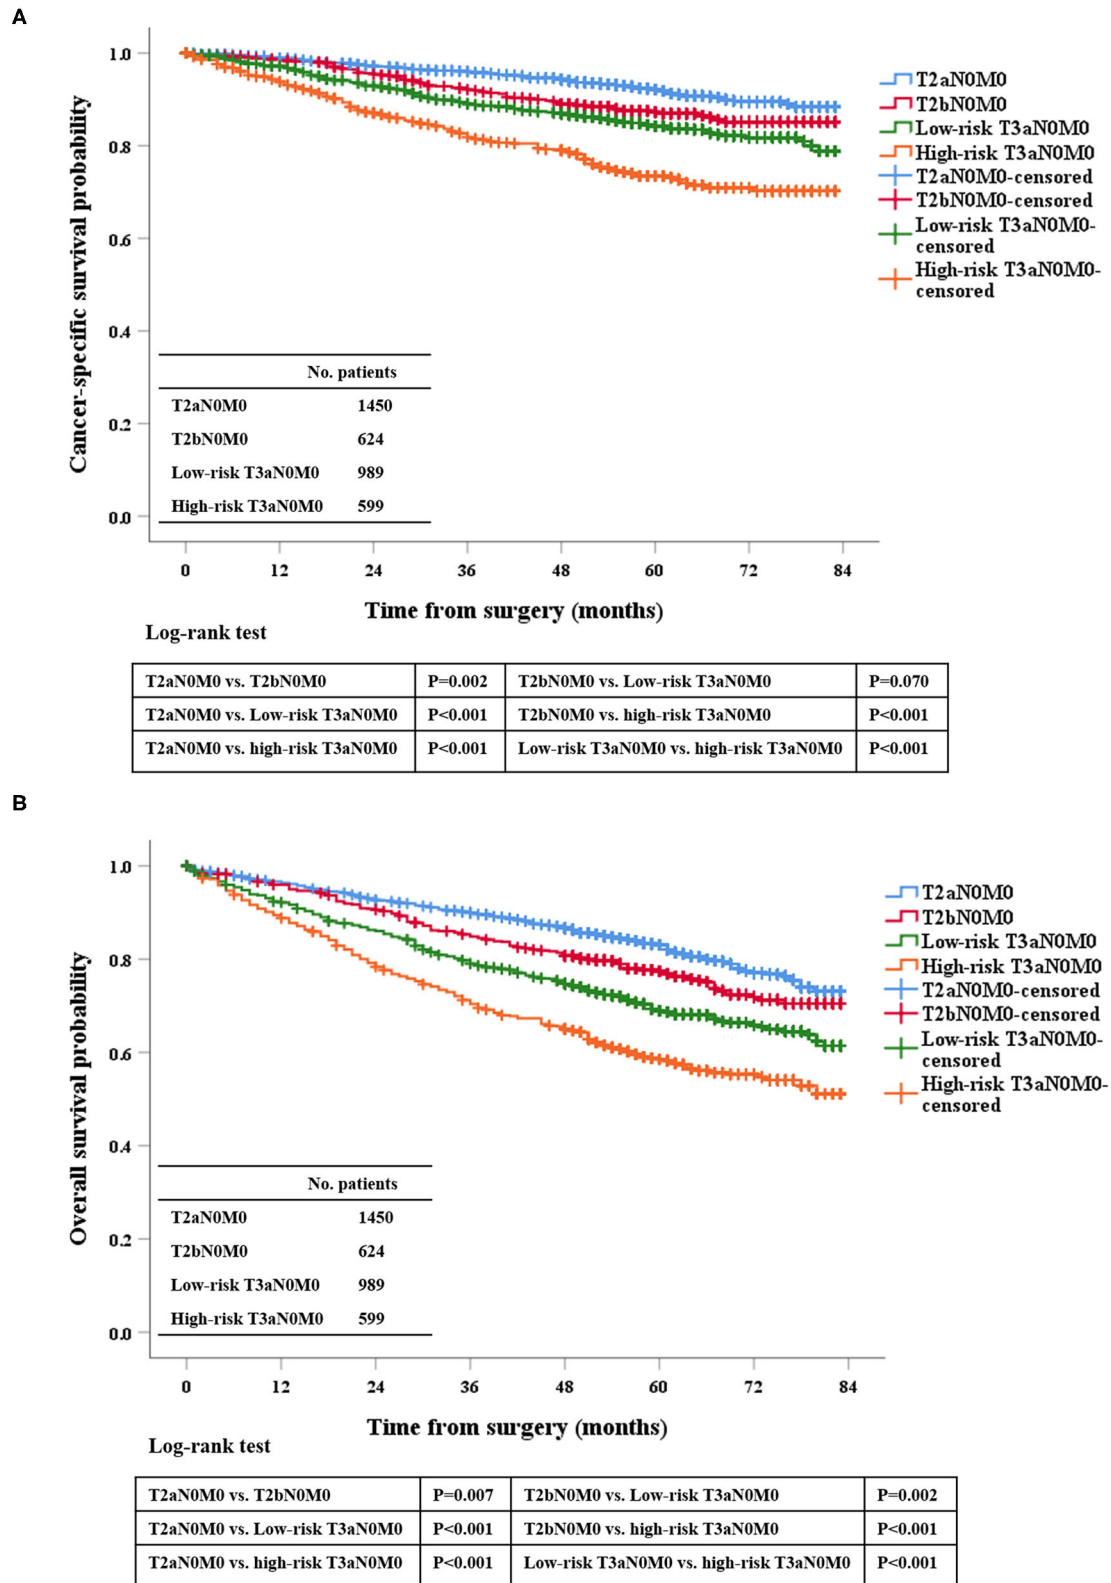 A
Cancer-specific survival probability
1.0
0.8
0.6
0.4
0.2
0.0
T2aN0M0
T2bN0M0
Low-risk T3aN0M0
High-risk T3aN0M0
T2aN0M0-censored
T2bN0M0-censored
Low-risk T3aN0M0-
censored
High-risk T3aN0M0-
censored
No. patients
T2aN0M0 1450
T2bN0M0 624
Low-risk T3aN0M0 989
High-risk T3aN0M0 599
0 12 24 36 48 60 72 84
Time from surgery (months)
Log-rank test
T2aN0M0 vs. T2bN0M0 P=0.002 T2bN0M0 vs. Low-risk T3aN0M0 P=0.070
T2aN0M0 vs. Low-risk T3aN0M0 P<0.001 T2bN0M0 vs. high-risk T3aN0M0 P<0.001
T2aN0M0 vs. high-risk T3aN0M0 P<0.001 Low-risk T3aN0M0 vs. high-risk T3aN0M0 P<0.001
B
Overall survival probability
1.0
0.8
0.6
0.4
0.2
0.0
T2aN0M0
T2bN0M0
Low-risk T3aN0M0
High-risk T3aN0M0
T2aN0M0-censored
T2bN0M0-censored
Low-risk T3aN0M0-
censored
High-risk T3aN0M0-
censored
No. patients
T2aN0M0 1450
T2bN0M0 624
Low-risk T3aN0M0 989
High-risk T3aN0M0 599
0 12 24 36 48 60 72 84
Time from surgery (months)
Log-rank test
T2aN0M0 vs. T2bN0M0 P=0.007 T2bN0M0 vs. Low-risk T3aN0M0 P=0.002
T2aN0M0 vs. Low-risk T3aN0M0 P<0.001 T2bN0M0 vs. high-risk T3aN0M0 P<0.001
T2aN0M0 vs. high-risk T3aN0M0 P<0.001 Low-risk T3aN0M0 vs. high-risk T3aN0M0 P<0.001